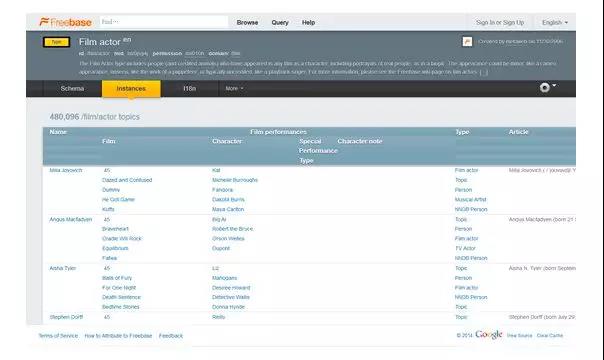 Freebase Find... Browse Query Help Sign In or Sign Up English
Type Film actor en
id /film/actor mid domain film Created by metaweb on
The Film Actor type includes people (and credited animals) who have appeared in any film as a character, including portrayals of real people, as in a biopic. The appearance could be minor, like a cameo
appearance, unseen, like the work of a puppeteer, or typically uncredited, like a playback singer. For more information, please see the Freebase wiki page on film actors. [...]
Schema Instances I18n More
480,096 /film/actor topics
Name Film performances Type Article
Film Character Special Performance Type Character note
Milla Jovovich 45 Kat Film actor Milla Jovovich
Dazed and Confused Michelle Burroughs Topic
Dummy Fandora Person
He Got Game Dakota Burns Musical Artist
Kuffs Maya Carlton NNDB Person
Angus Macfadyen 45 Big Al Topic Angus Macfadyen (born 21
Braveheart Robert the Bruce Person
Cradle Will Rock Orson Welles Film actor
Equilibrium Dupont TV Actor
Fatwa NNDB Person
Aisha Tyler 45 Liz Topic Aisha N. Tyler (born Septem
Balls of Fury Mahogany Person
For One Night Desiree Howard Film actor
Death Sentence Detective Wallis NNDB Person
Bedtime Stories Donna Hynde Topic
Stephen Dorff 45 Reilly Topic Stephen Dorff (born July 29
Terms of Service How to Attribute to Freebase Feedback © 2014 Google View Source Clear Cache